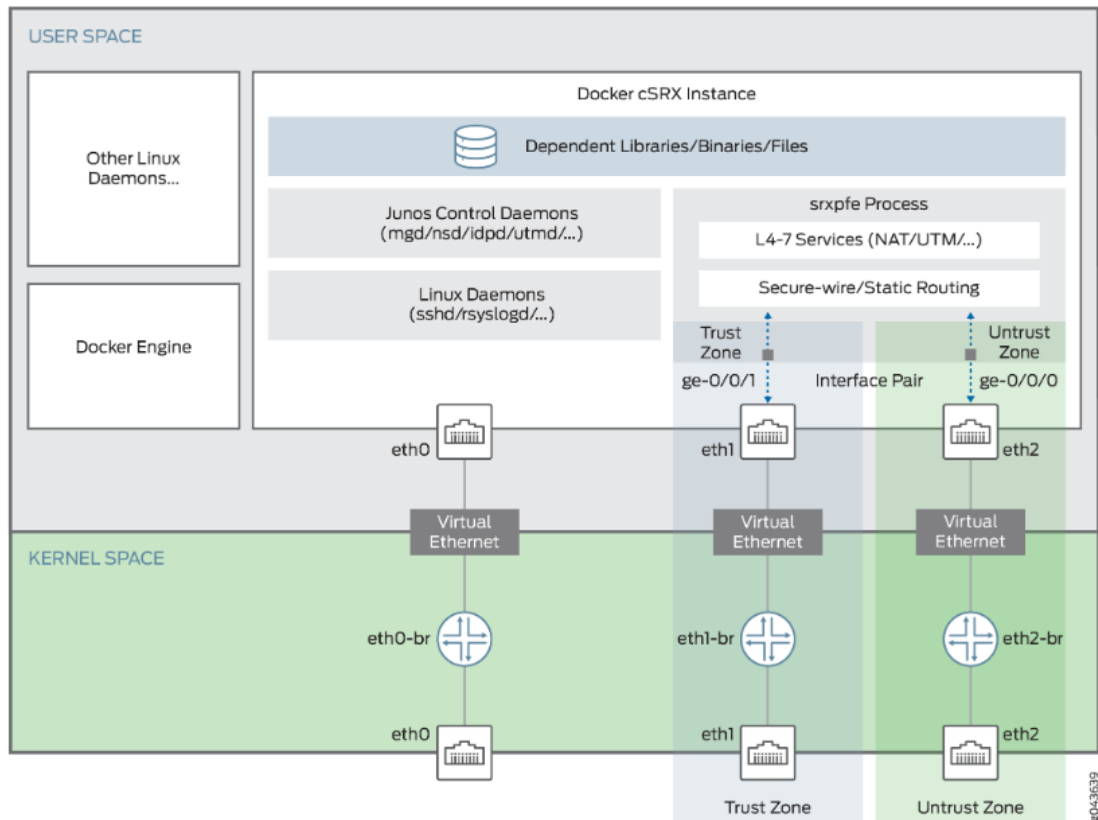 USER SPACE
Other Linux
Daemons...
Docker Engine
Docker cSRX Instance
Dependent Libraries/Binaries/Files
Junos Control Daemons
(mgd/nsd/idpd/utmd/...)
Linux Daemons
(sshd/rsyslogd/...)
srxpfe Process
L4-7 Services (NAT/UTM/...)
Secure-wire/Static Routing
Trust
Zone
Untrust
Zone
ge-0/0/1
Interface Pair
ge-0/0/0
eth0
eth1
eth2
Virtual
Ethernet
Virtual
Ethernet
Virtual
Ethernet
KERNEL SPACE
eth0-br
eth1-br
eth2-br
eth0
eth1
eth2
Trust Zone
Untrust Zone
g043639